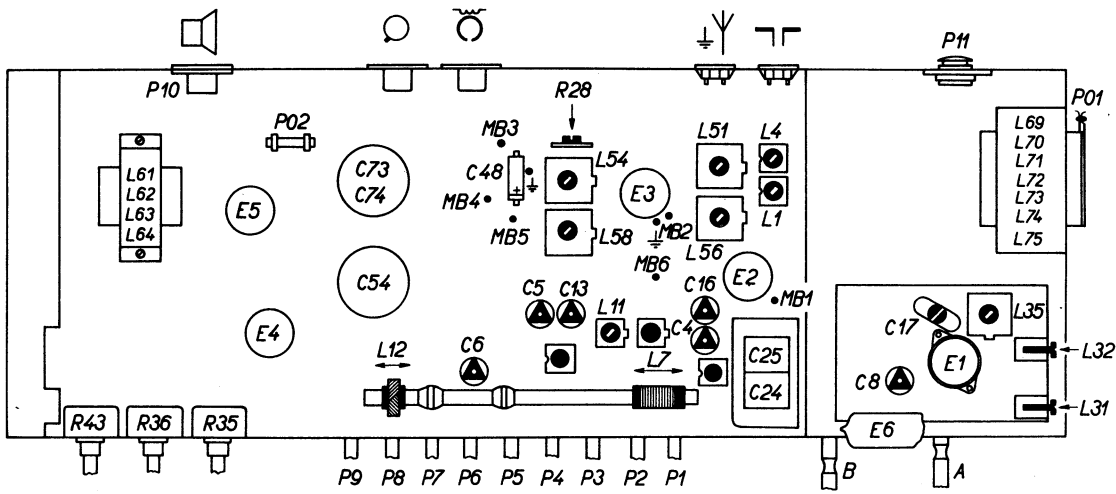 P11
P10
R28
P01
P02
MB3
L51
L4
L69
L70
L71
L72
L73
L74
L75
L54
C48
C73
C74
L61
L62
L63
L64
E5
E3
MB4
MB5
MB2
L58
L56
L1
MB6
E2
C54
C5
C13
C16
MB1
L11
C4
C17
L35
E4
L12
C6
L7
C25
C24
E1
L32
C8
L31
R43
R36
R35
E6
P9
P8
P7
P6
P5
P4
P3
P2
P1
B
A